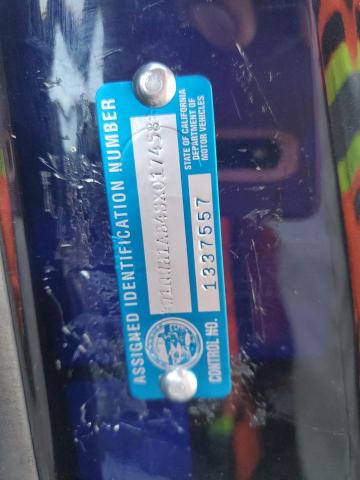 ASSIGNED IDENTIFICATION NUMBER
STATE OF CALIFORNIA
DEPARTMENT OF
MOTOR VEHICLES
CONTROL NO. 1337557